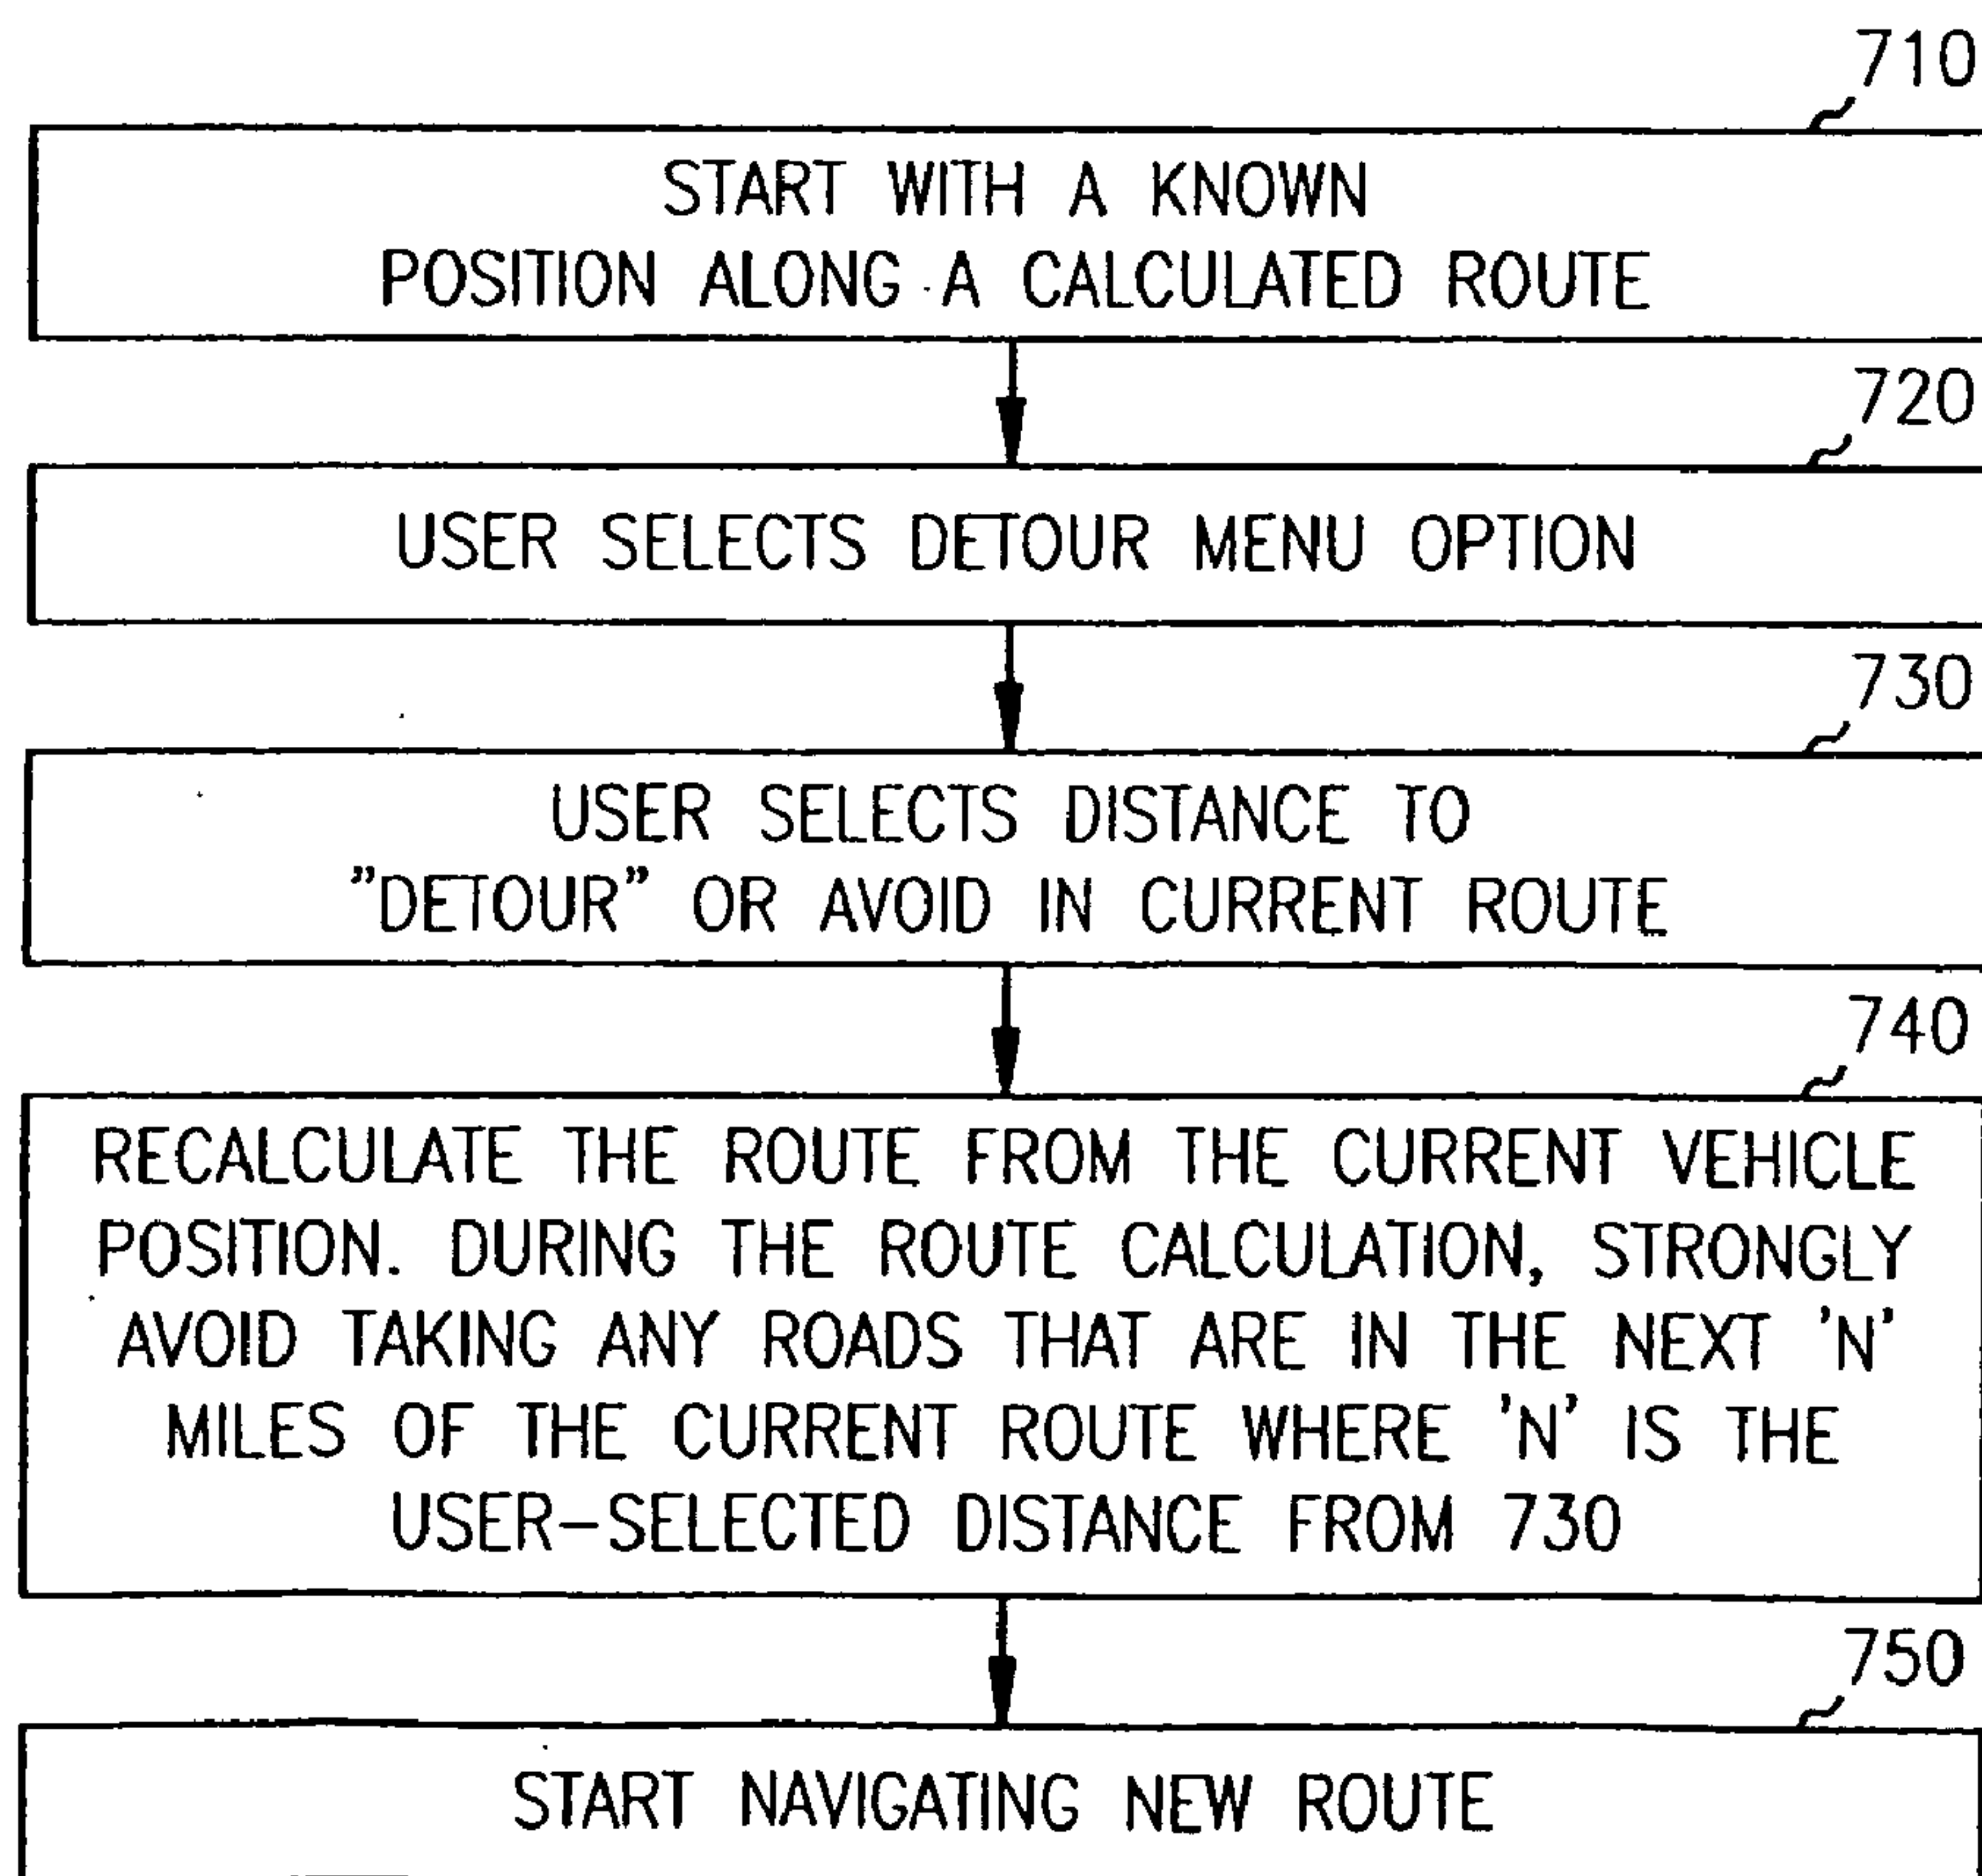 710
START WITH A KNOWN
POSITION ALONG A CALCULATED ROUTE
720
USER SELECTS DETOUR MENU OPTION
730
USER SELECTS DISTANCE TO
"DETOUR" OR AVOID IN CURRENT ROUTE
740
RECALCULATE THE ROUTE FROM THE CURRENT VEHICLE
POSITION. DURING THE ROUTE CALCULATION, STRONGLY
AVOID TAKING ANY ROADS THAT ARE IN THE NEXT 'N'
MILES OF THE CURRENT ROUTE WHERE 'N' IS THE
USER-SELECTED DISTANCE FROM 730
750
START NAVIGATING NEW ROUTE